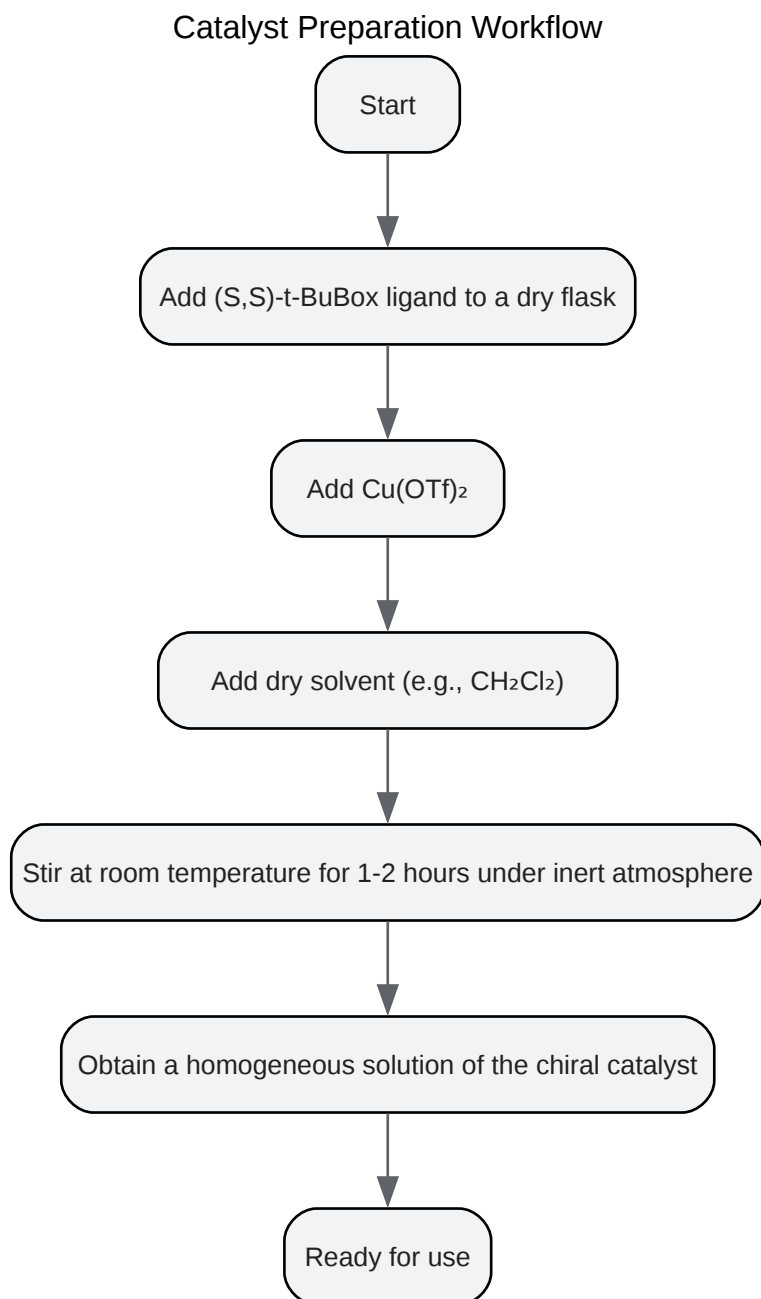 Catalyst Preparation Workflow
Start
Add (S,S)-t-BuBox ligand to a dry flask
Add Cu(OTf)₂
Add dry solvent (e.g., CH₂Cl₂)
Stir at room temperature for 1-2 hours under inert atmosphere
Obtain a homogeneous solution of the chiral catalyst
Ready for use